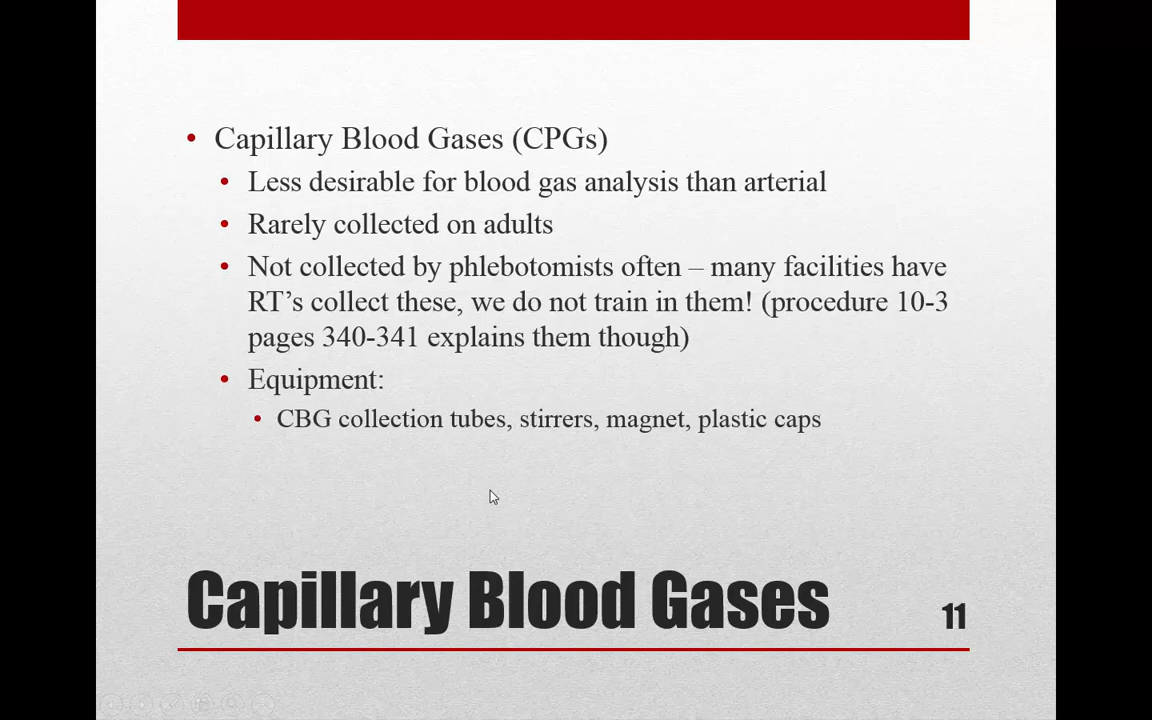 • Capillary Blood Gases (CPGs)
• Less desirable for blood gas analysis than arterial
• Rarely collected on adults
• Not collected by phlebotomists often – many facilities have
RT’s collect these, we do not train in them! (procedure 10-3
pages 340-341 explains them though)
• Equipment:
• CBG collection tubes, stirrers, magnet, plastic caps
Capillary Blood Gases
11